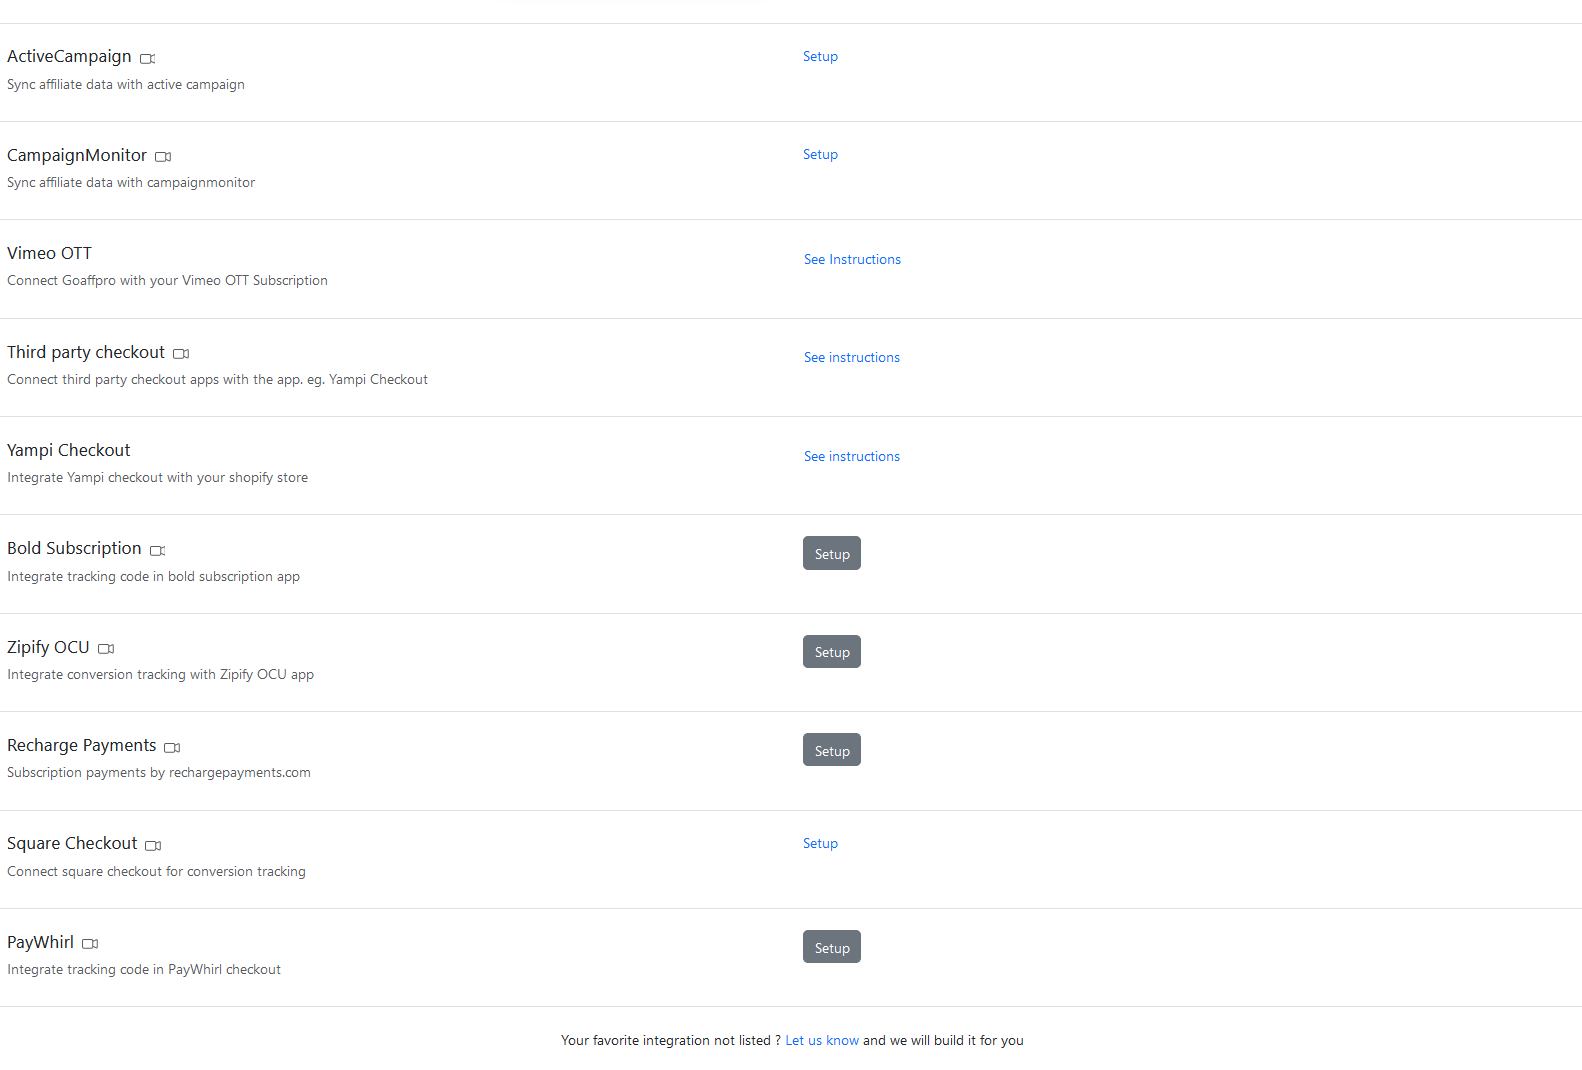 ActiveCampaign
Setup
Sync affiliate data with active campaign
CampaignMonitor
Setup
Sync affiliate data with campaignmonitor
Vimeo OTT
See Instructions
Connect Goaffpro with your Vimeo OTT Subscription
Third party checkout
See instructions
Connect third party checkout apps with the app. eg. Yampi Checkout
Yampi Checkout
See instructions
Integrate Yampi checkout with your shopify store
Bold Subscription
Setup
Integrate tracking code in bold subscription app
Zipify OCU
Setup
Integrate conversion tracking with Zipify OCU app
Recharge Payments
Setup
Subscription payments by rechargepayments.com
Square Checkout
Setup
Connect square checkout for conversion tracking
PayWhirl
Setup
Integrate tracking code in PayWhirl checkout
Your favorite integration not listed ? Let us know and we will build it for you